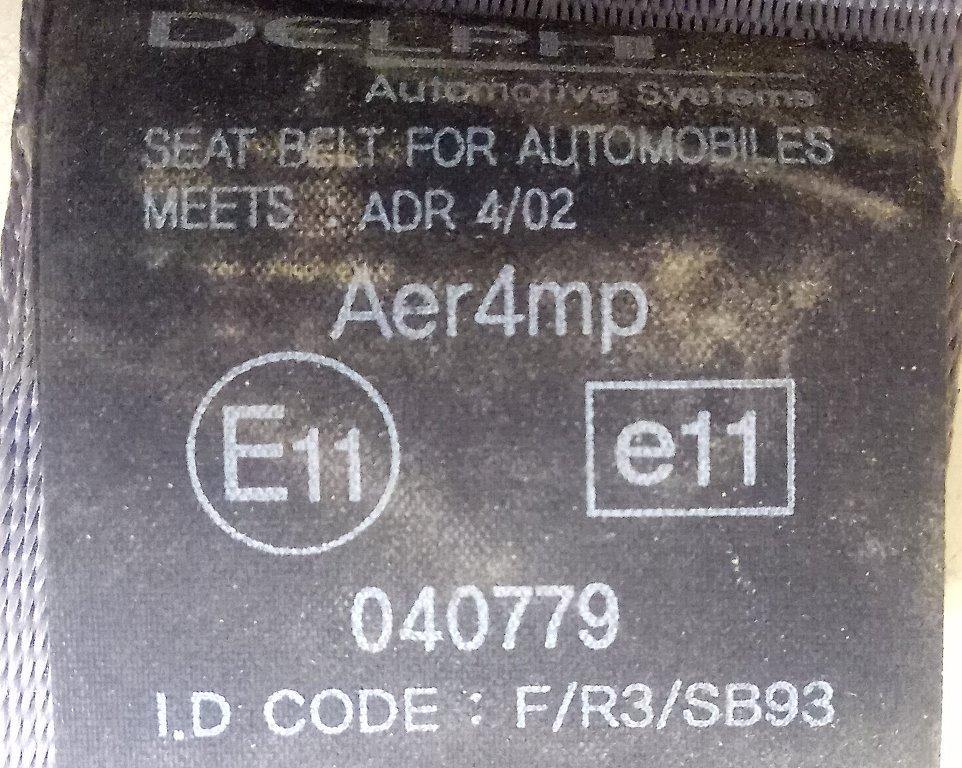 DELPHI
Automotive Systems
SEAT BELT FOR AUTOMOBILES
MEETS : ADR 4/02
Aer4mp
E11 e11
040779
I.D CODE : F/R3/SB93